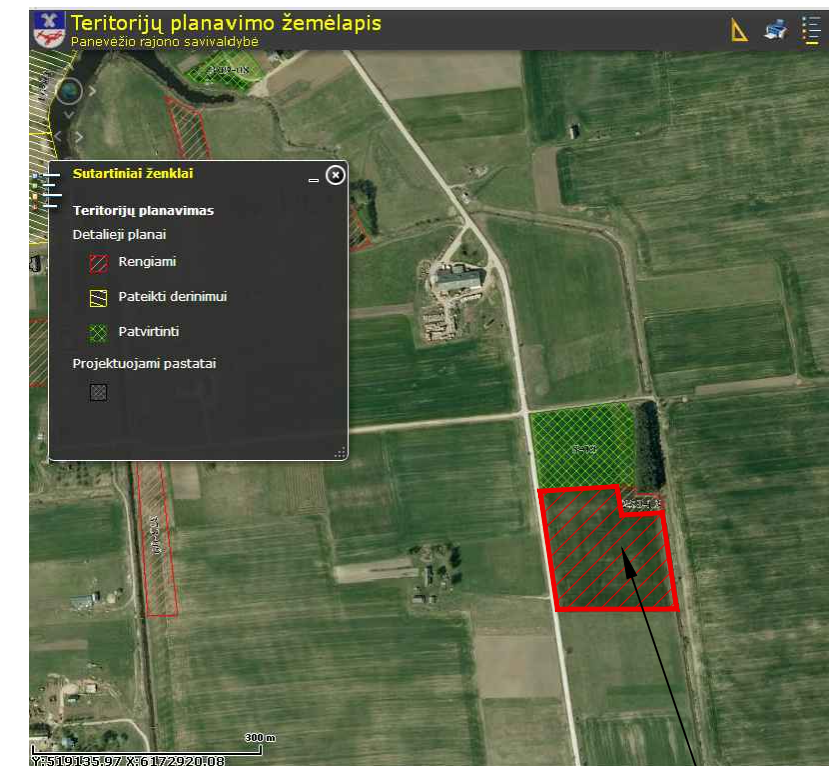 Teritorijų planavimo žemėlapis
Panevėžio rajono savivaldybė
Sutartiniai ženklai
Teritorijų planavimas
Detalieji planai
Rengiami
Pateikti derinimui
Patvirtinti
Projektuojami pastatai
300 m
Y:519135.97 X:6172920.08